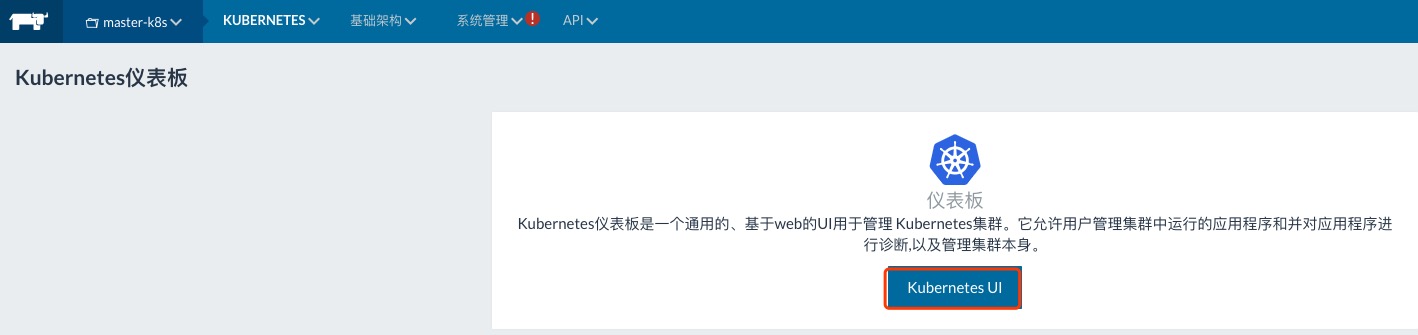 master-k8s KUBERNETES 基础架构 系统管理 ! API
Kubernetes仪表板
仪表板
Kubernetes仪表板是一个通用的、基于web的UI用于管理 Kubernetes集群。它允许用户管理集群中运行的应用程序和并对应用程序进
行诊断,以及管理集群本身。
Kubernetes UI